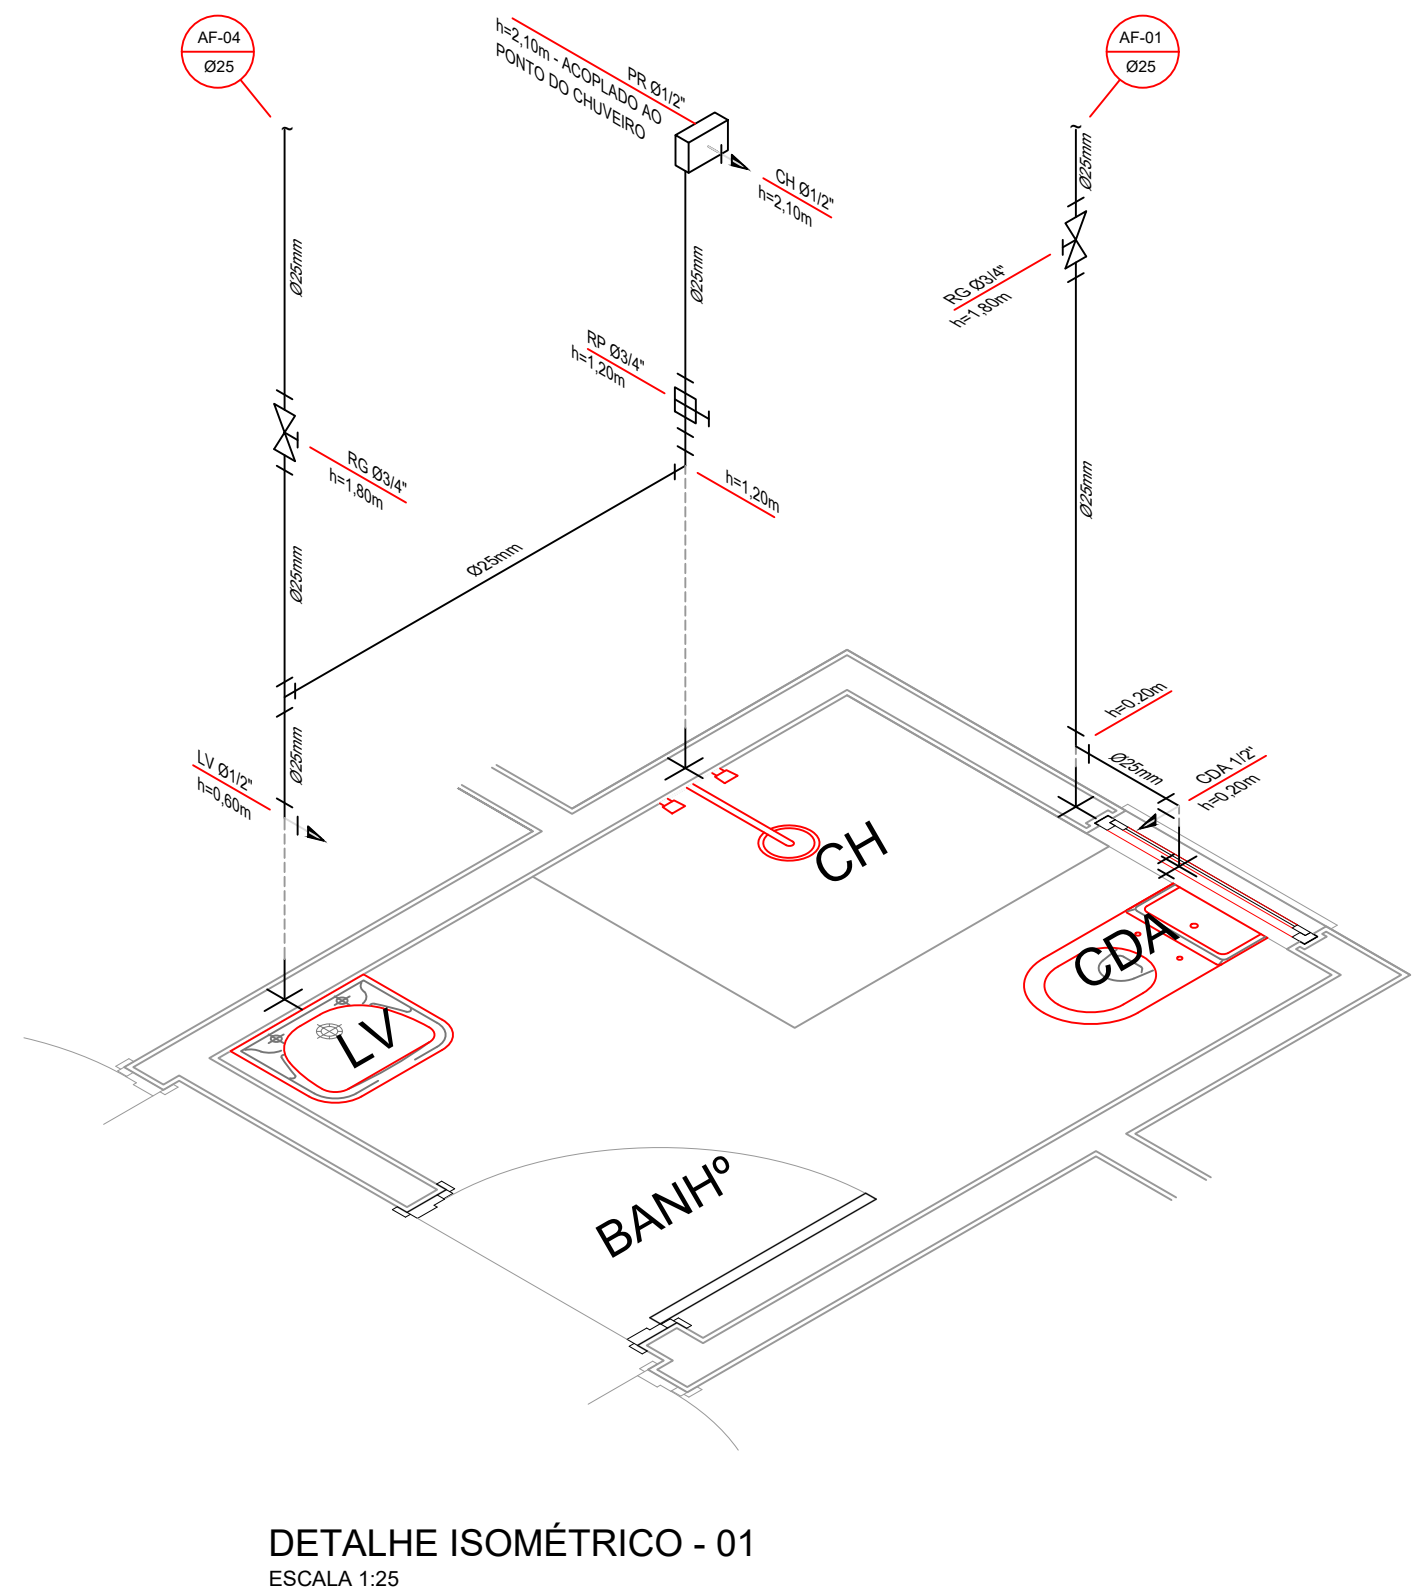 AF-04
Ø25
PR Ø1/2"
h=2,10m - ACOPLADO AO
PONTO DO CHUVEIRO
AF-01
Ø25
Ø25mm
CH Ø1/2"
h=2,10m
Ø25mm
Ø25mm
RG Ø3/4"
h=1,80m
RP Ø3/4"
h=1,20m
RG Ø3/4"
h=1,80m
h=1,20m
Ø25mm
Ø25mm
Ø25mm
h=0.20m
LV Ø1/2"
h=0,60m
Ø25mm
Ø25mm
CDA 1/2"
h=0,20m
CH
CDA
LV
BANHº
DETALHE ISOMÉTRICO - 01
ESCALA 1:25